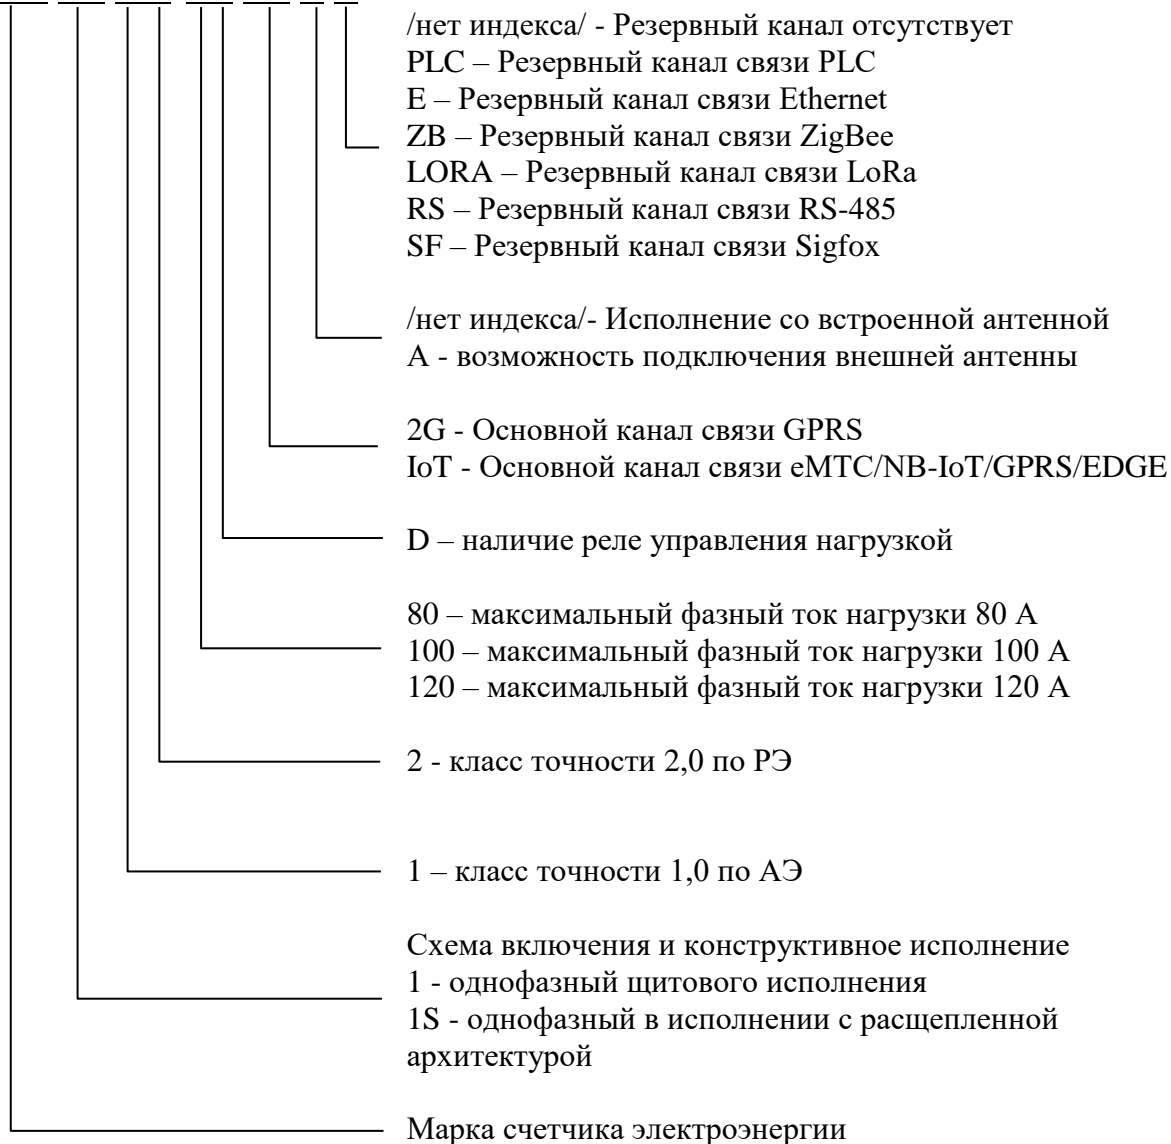 /нет индекса/ - Резервный канал отсутствует
PLC – Резервный канал связи PLC
E – Резервный канал связи Ethernet
ZB – Резервный канал связи ZigBee
LORA – Резервный канал связи LoRa
RS – Резервный канал связи RS-485
SF – Резервный канал связи Sigfox
/нет индекса/- Исполнение со встроенной антенной
А - возможность подключения внешней антенны
2G - Основной канал связи GPRS
IoT - Основной канал связи eMTC/NB-IoT/GPRS/EDGE
D – наличие реле управления нагрузкой
80 – максимальный фазный ток нагрузки 80 А
100 – максимальный фазный ток нагрузки 100 А
120 – максимальный фазный ток нагрузки 120 А
2 - класс точности 2,0 по РЭ
1 – класс точности 1,0 по АЭ
Схема включения и конструктивное исполнение
1 - однофазный щитового исполнения
1S - однофазный в исполнении с расщепленной
архитектурой
Марка счетчика электроэнергии